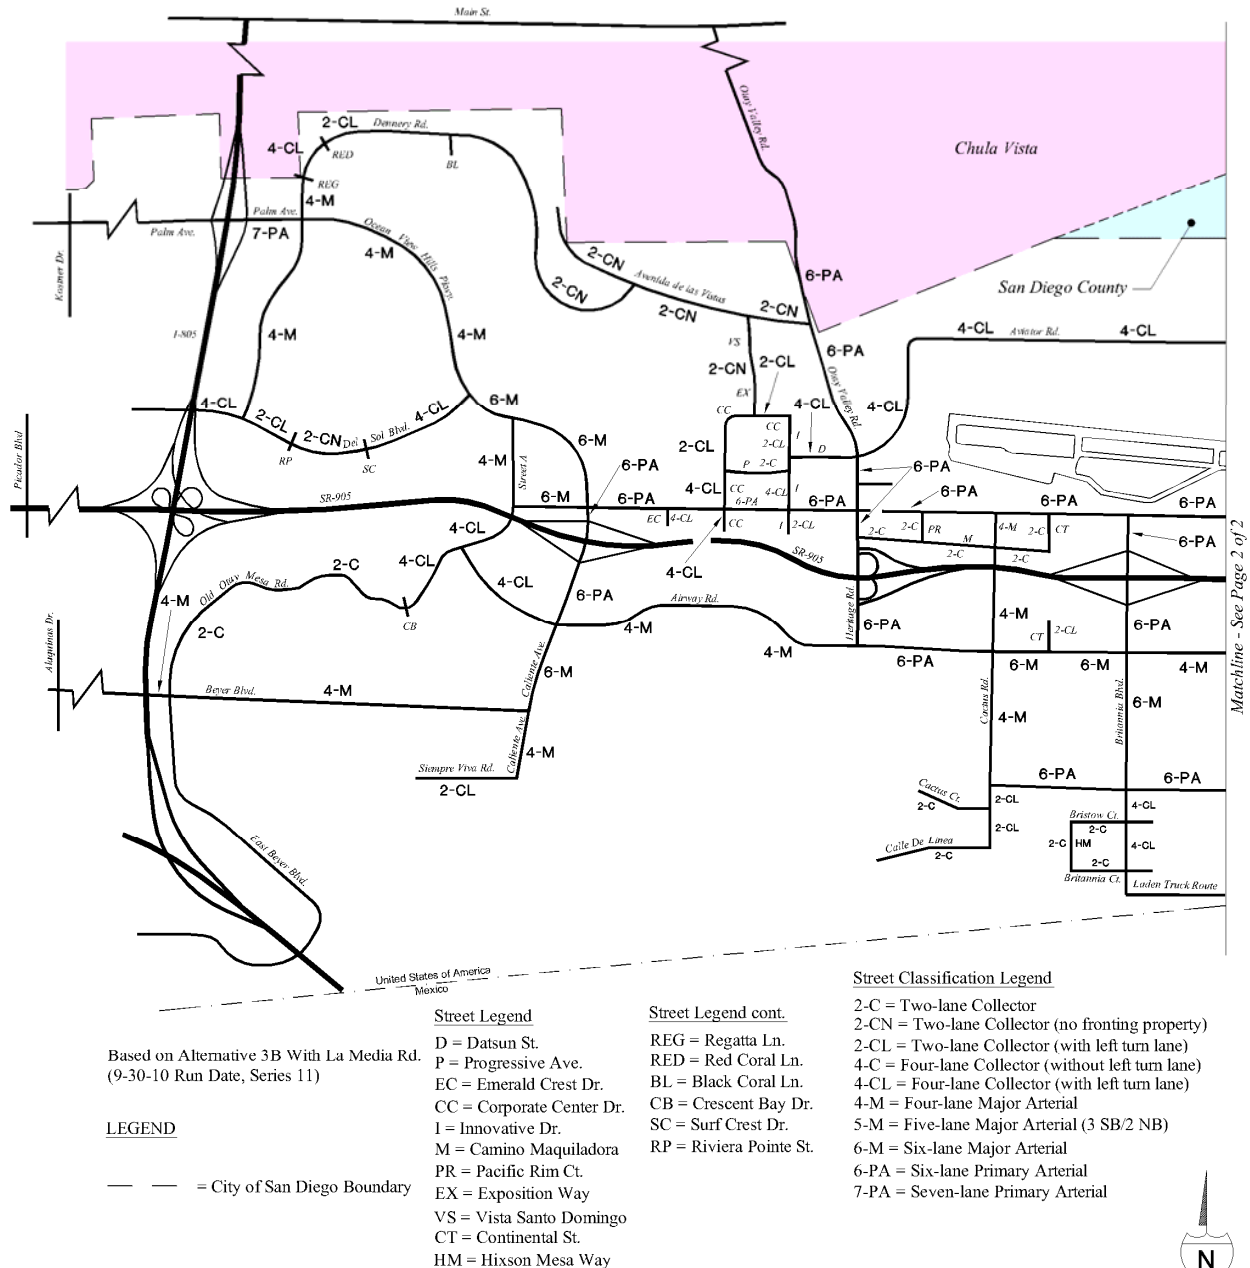 Main St.
2-CL
Dennery Rd.
4-CL
RED
BL
REG
Otay Valley Rd.
Chula Vista
4-M
Palm Ave.
Palm Ave.
7-PA
Ocean View Hills Pkwy.
4-M
Kostner Dr.
2-CN
Avenida de las Vistas
2-CN
2-CN
2-CN
6-PA
San Diego County
I-805
4-M
4-M
VS
2-CL
6-PA
4-CL
Aviator Rd.
4-CL
2-CN
EX
Otay Valley Rd
4-CL
4-CL
4-CL
2-CL
2-CN
Del Sol Blvd.
4-CL
6-M
CC
CC
2-CL
I
D
RP
SC
6-M
2-CL
P
2-C
Picador Blvd
4-M
Street A
6-PA
6-PA
SR-905
6-M
6-PA
4-CL
CC
4-CL
I
6-PA
6-PA
6-PA
6-PA
6-PA
EC
4-CL
CC
I
2-CL
2-C
2-C
PR
4-M
2-C
CT
M
2-C
2-C
6-PA
4-CL
4-CL
SR-905
4-CL
2-C
4-CL
4-M
Old Otay Mesa Rd.
CB
2-C
6-PA
Airway Rd.
4-M
Heritage Rd.
6-PA
4-M
CT
2-CL
6-PA
Matchline - See Page 2 of 2
Alaquinas Dr.
4-M
6-PA
6-M
6-M
4-M
Caliente Ave.
6-M
Beyer Blvd.
4-M
Cactus Rd.
4-M
Britannia Blvd.
6-M
Caliente Ave.
4-M
Siempre Viva Rd.
2-CL
6-PA
6-PA
Cactus Ct.
2-C
2-CL
4-CL
2-CL
Bristow Ct.
2-C
2-C
HM
4-CL
Calle De Linea
2-C
2-C
Britannia Ct.
Laden Truck Route
East Beyer Blvd.
United States of America
Mexico
Based on Alternative 3B With La Media Rd.
(9-30-10 Run Date, Series 11)
LEGEND
= City of San Diego Boundary
Street Legend
D = Datsun St.
P = Progressive Ave.
EC = Emerald Crest Dr.
CC = Corporate Center Dr.
I = Innovative Dr.
M = Camino Maquiladora
PR = Pacific Rim Ct.
EX = Exposition Way
VS = Vista Santo Domingo
CT = Continental St.
HM = Hixson Mesa Way
Street Legend cont.
REG = Regatta Ln.
RED = Red Coral Ln.
BL = Black Coral Ln.
CB = Crescent Bay Dr.
SC = Surf Crest Dr.
RP = Riviera Pointe St.
Street Classification Legend
2-C = Two-lane Collector
2-CN = Two-lane Collector (no fronting property)
2-CL = Two-lane Collector (with left turn lane)
4-C = Four-lane Collector (without left turn lane)
4-CL = Four-lane Collector (with left turn lane)
4-M = Four-lane Major Arterial
5-M = Five-lane Major Arterial (3 SB/2 NB)
6-M = Six-lane Major Arterial
6-PA = Six-lane Primary Arterial
7-PA = Seven-lane Primary Arterial
N